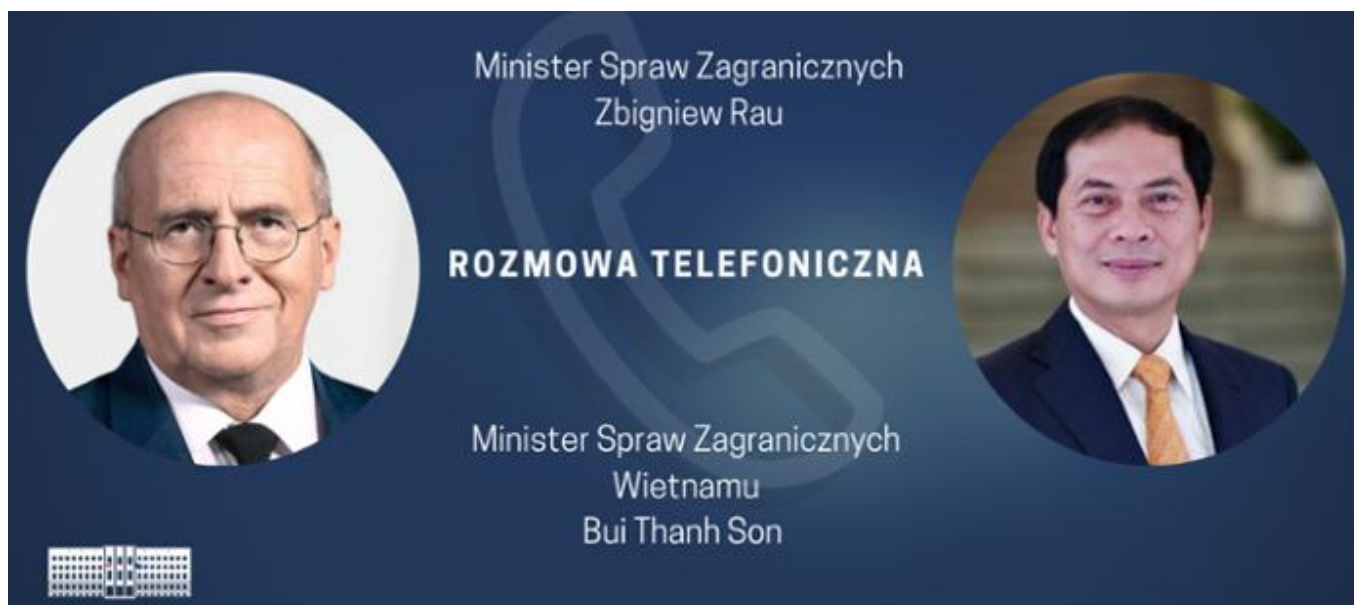 Minister Spraw Zagranicznych
Zbigniew Rau
ROZMOWA TELEFONICZNA
Minister Spraw Zagranicznych
Wietnamu
Bui Thanh Son